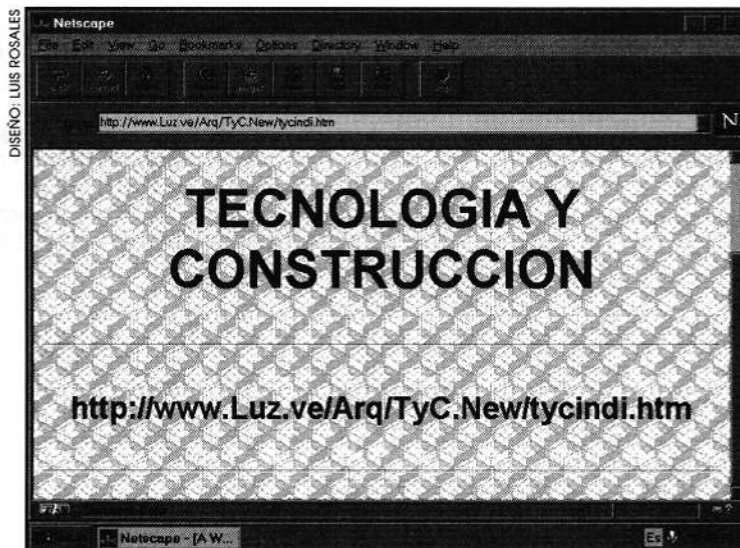 DISEÑO: LUIS ROSALES
Netscape
File Edit View Go Bookmarks Options Directory Window Help
http://www.Luz.ve/Arq/TyC.New/tycindi.htm
N
TECNOLOGIA Y
CONSTRUCCION
http://www.Luz.ve/Arq/TyC.New/tycindi.htm
Netscape - [A W...
Es